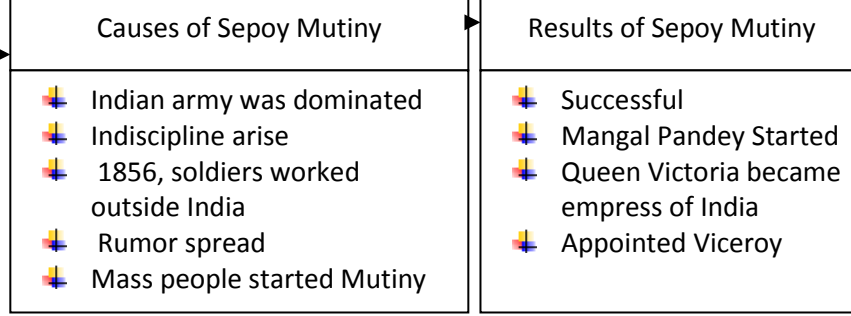 Causes of Sepoy Mutiny
Indian army was dominated
Indiscipline arise
1856, soldiers worked
outside India
Rumor spread
Mass people started Mutiny
Results of Sepoy Mutiny
Successful
Mangal Pandey Started
Queen Victoria became
empress of India
Appointed Viceroy